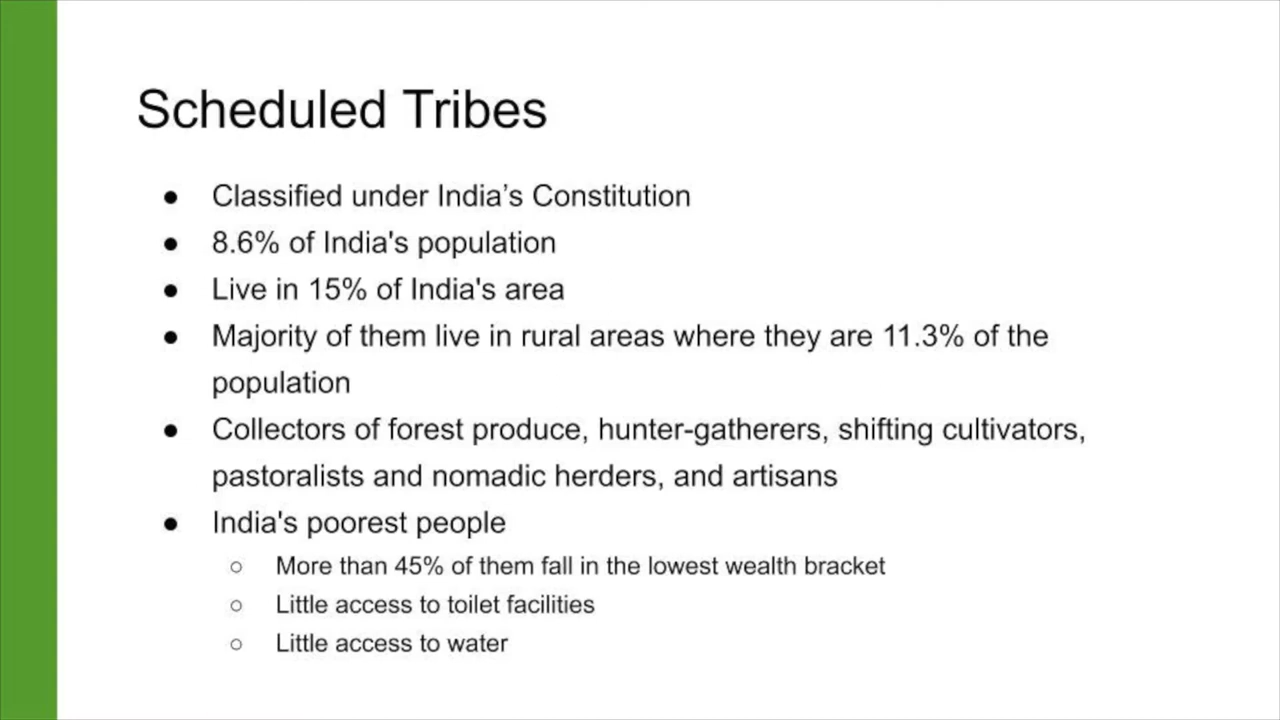 Scheduled Tribes
● Classified under India’s Constitution
● 8.6% of India's population
● Live in 15% of India's area
● Majority of them live in rural areas where they are 11.3% of the
population
● Collectors of forest produce, hunter-gatherers, shifting cultivators,
pastoralists and nomadic herders, and artisans
● India's poorest people
○ More than 45% of them fall in the lowest wealth bracket
○ Little access to toilet facilities
○ Little access to water